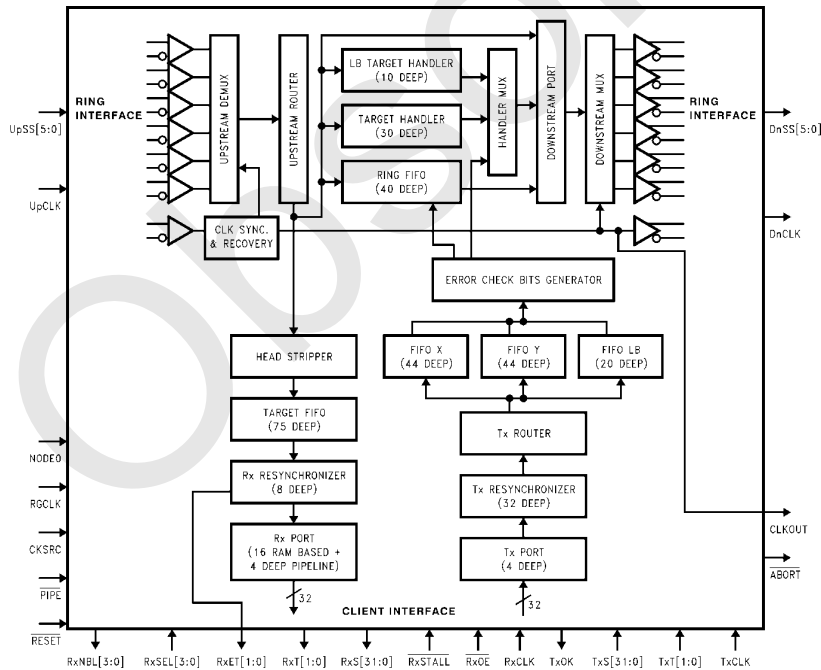 RING
INTERFACE
UPSTREAM DEMUX
UPSTREAM ROUTER
LB TARGET HANDLER
(10 DEEP)
TARGET HANDLER
(30 DEEP)
RING FIFO
(40 DEEP)
HANDLER MUX
DOWNSTREAM PORT
DOWNSTREAM MUX
RING
INTERFACE
UpSS[5:0]
DnSS[5:0]
UpCLK
DnCLK
CLK SYNC.
& RECOVERY
ERROR CHECK BITS GENERATOR
HEAD STRIPPER
FIFO X
(44 DEEP)
FIFO Y
(44 DEEP)
FIFO LB
(20 DEEP)
TARGET FIFO
(75 DEEP)
Tx ROUTER
Rx RESYNCHRONIZER
(8 DEEP)
Tx RESYNCHRONIZER
(32 DEEP)
Rx PORT
(16 RAM BASED +
4 DEEP PIPELINE)
Tx PORT
(4 DEEP)
32
32
CLIENT INTERFACE
NODE0
RGCLK
CKSRC
PIPE
RESET
CLKOUT
ABORT
RxNBL[3:0]
RxSEL[3:0]
RxET[1:0]
RxT[1:0]
RxS[31:0]
RxSTALL
RxOE
RxCLK
TxOK
TxS[31:0]
TxT[1:0]
TxCLK
Obso